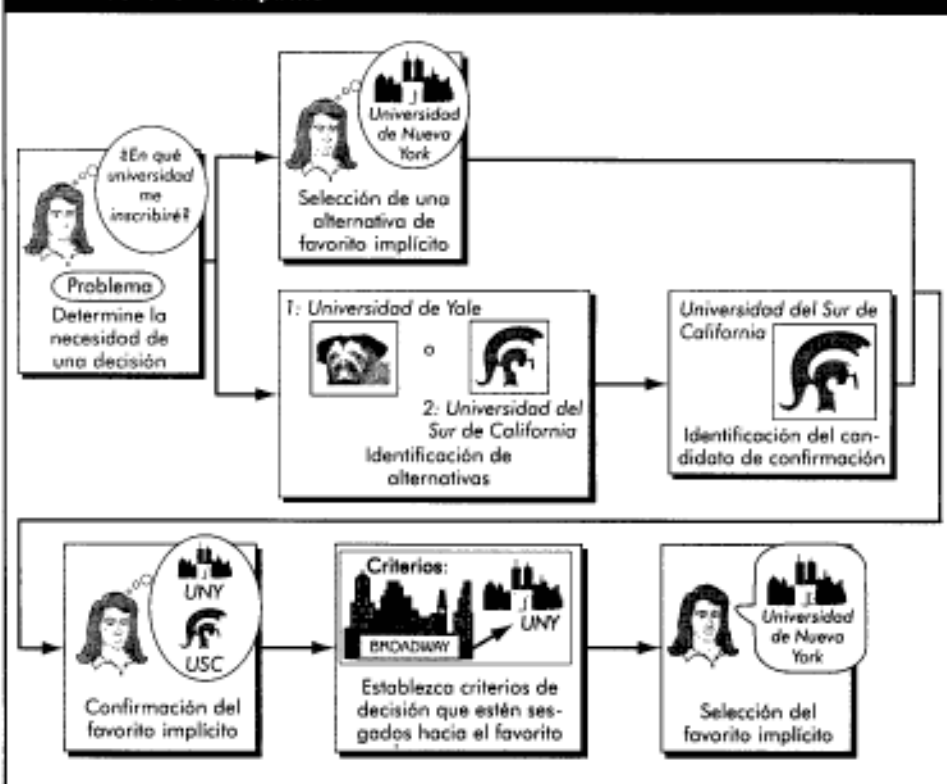 ¿En qué
universidad
me
inscribiré?
Problema
Determine la
necesidad de
una decisión
Universidad
de Nueva
York
Selección de una
alternativa de
favorito implícito
1: Universidad de Yale
o
2: Universidad del
Sur de California
Identificación de
alternativas
Universidad del Sur de
California
Identificación del can-
didato de confirmación
UNY
USC
Confirmación del
favorito implícito
Criterios:
BROADWAY
UNY
Establezca criterios de
decisión que estén ses-
gados hacia el favorito
Universidad
de Nueva
York
Selección del
favorito implícito